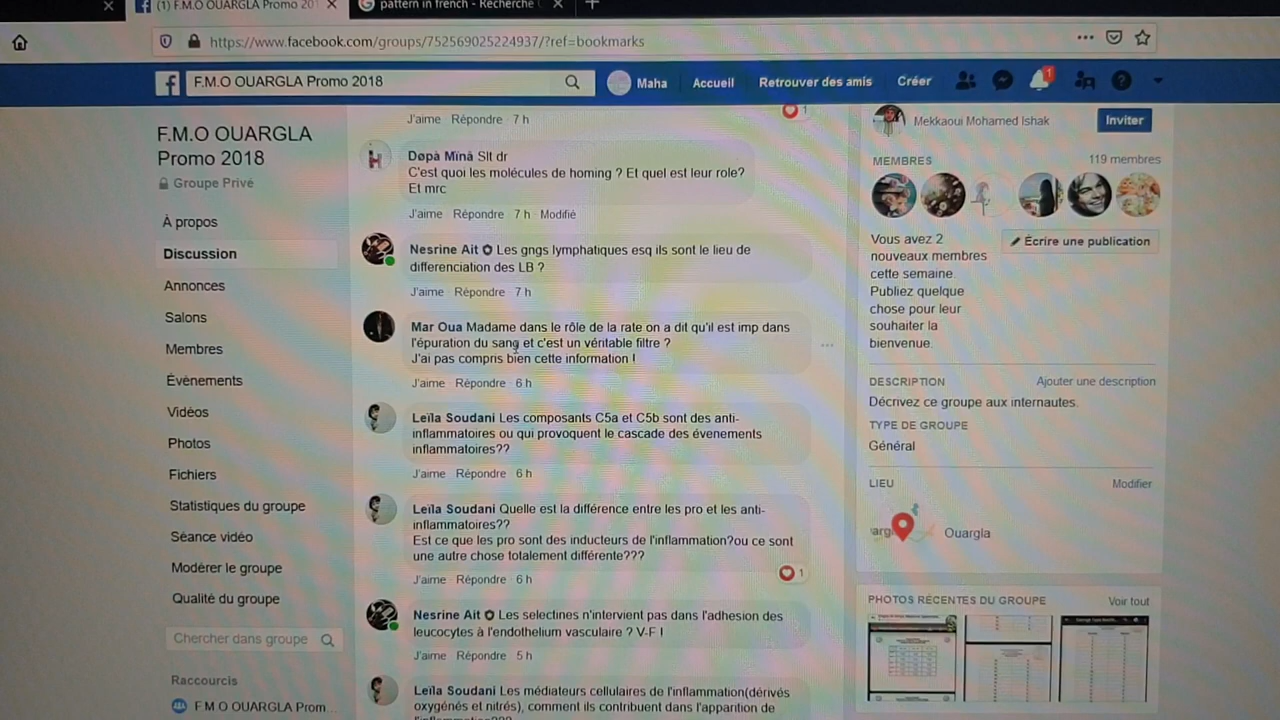 (1) F.M.O OUARGLA Promo 201
pattern in french - Recherche
https://www.facebook.com/groups/752569025224937/?ref=bookmarks
F.M.O OUARGLA Promo 2018
Maha
Accueil
Retrouver des amis
Créer
1
F.M.O OUARGLA
Promo 2018
Groupe Privé
À propos
Discussion
Annonces
Salons
Membres
Évènements
Vidéos
Photos
Fichiers
Statistiques du groupe
Séance vidéo
Modérer le groupe
Qualité du groupe
Chercher dans groupe
Raccourcis
F.M.O OUARGLA Prom...
J'aime Répondre 7 h
1
Døpà Mïnâ Slt dr
C'est quoi les molécules de homing ? Et quel est leur role?
Et mrc
J'aime · Répondre · 7 h · Modifié
Nesrine Ait Les gngs lymphatiques esq ils sont le lieu de
differenciation des LB ?
J'aime · Répondre · 7 h
Mar Oua Madame dans le rôle de la rate on a dit qu'il est imp dans
l'épuration du sang et c'est un véritable filtre ?
J'ai pas compris bien cette information !
J'aime · Répondre · 6 h
Leïla Soudani Les composants C5a et C5b sont des anti-
inflammatoires ou qui provoquent le cascade des évenements
inflammatoires??
J'aime · Répondre · 6 h
Leïla Soudani Quelle est la différence entre les pro et les anti-
inflammatoires??
Est ce que les pro sont des inducteurs de l'inflammation?ou ce sont
une autre chose totalement différente???
1
J'aime · Répondre · 6 h
Nesrine Ait Les selectines n'intervient pas dans l'adhesion des
leucocytes à l'endothelium vasculaire ? V-F !
J'aime · Répondre · 5 h
Leïla Soudani Les médiateurs cellulaires de l'inflammation(dérivés
oxygénés et nitrés), comment ils contribuent dans l'apparition de
l'inflammation???
Mekkaoui Mohamed Ishak
Inviter
MEMBRES
119 membres
Vous avez 2
nouveaux membres
cette semaine.
Publiez quelque
chose pour leur
souhaiter la
bienvenue.
Écrire une publication
DESCRIPTION
Ajouter une description
Décrivez ce groupe aux internautes.
TYPE DE GROUPE
Général
LIEU
Modifier
Ouargla
PHOTOS RÉCENTES DU GROUPE
Voir tout